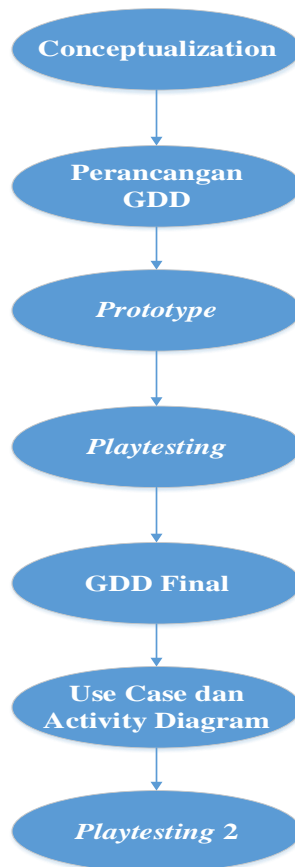 Conceptualization
Perancangan
GDD
Prototype
Playtesting
GDD Final
Use Case dan
Activity Diagram
Playtesting 2